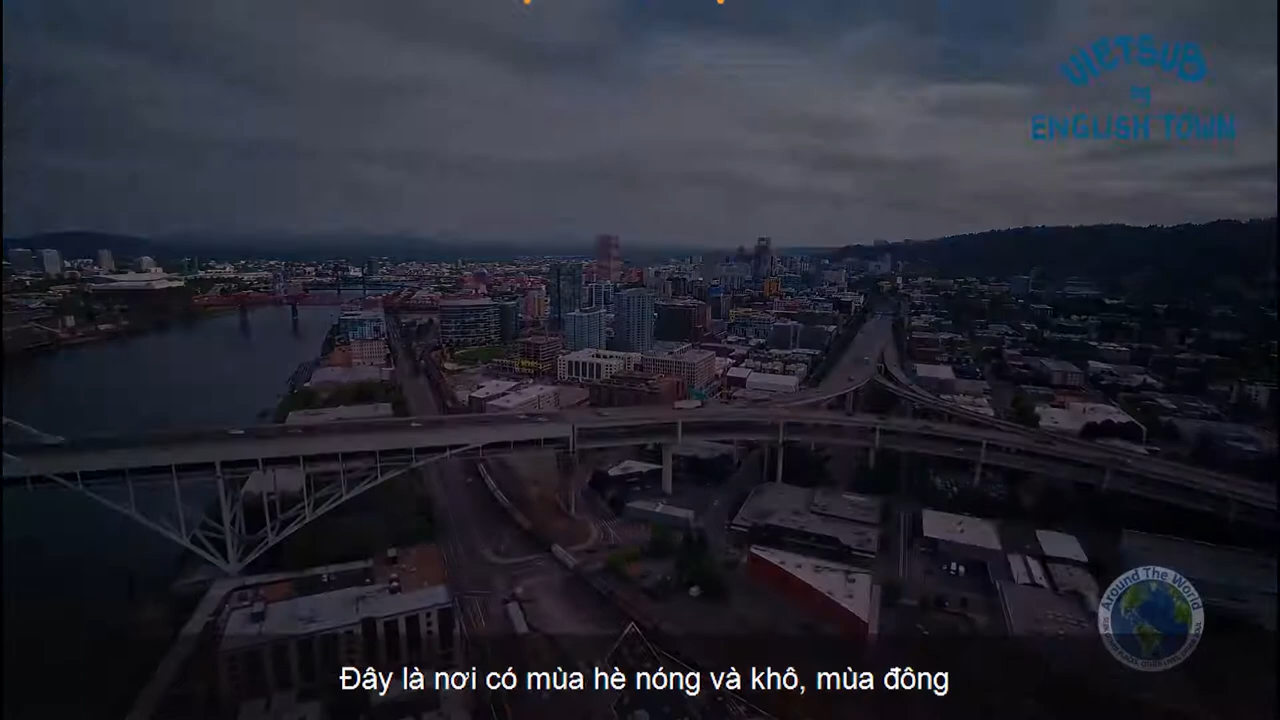 VIETSUB
By
ENGLISH TOWN
Around The World
Đây là nơi có mùa hè nóng và khô, mùa đông